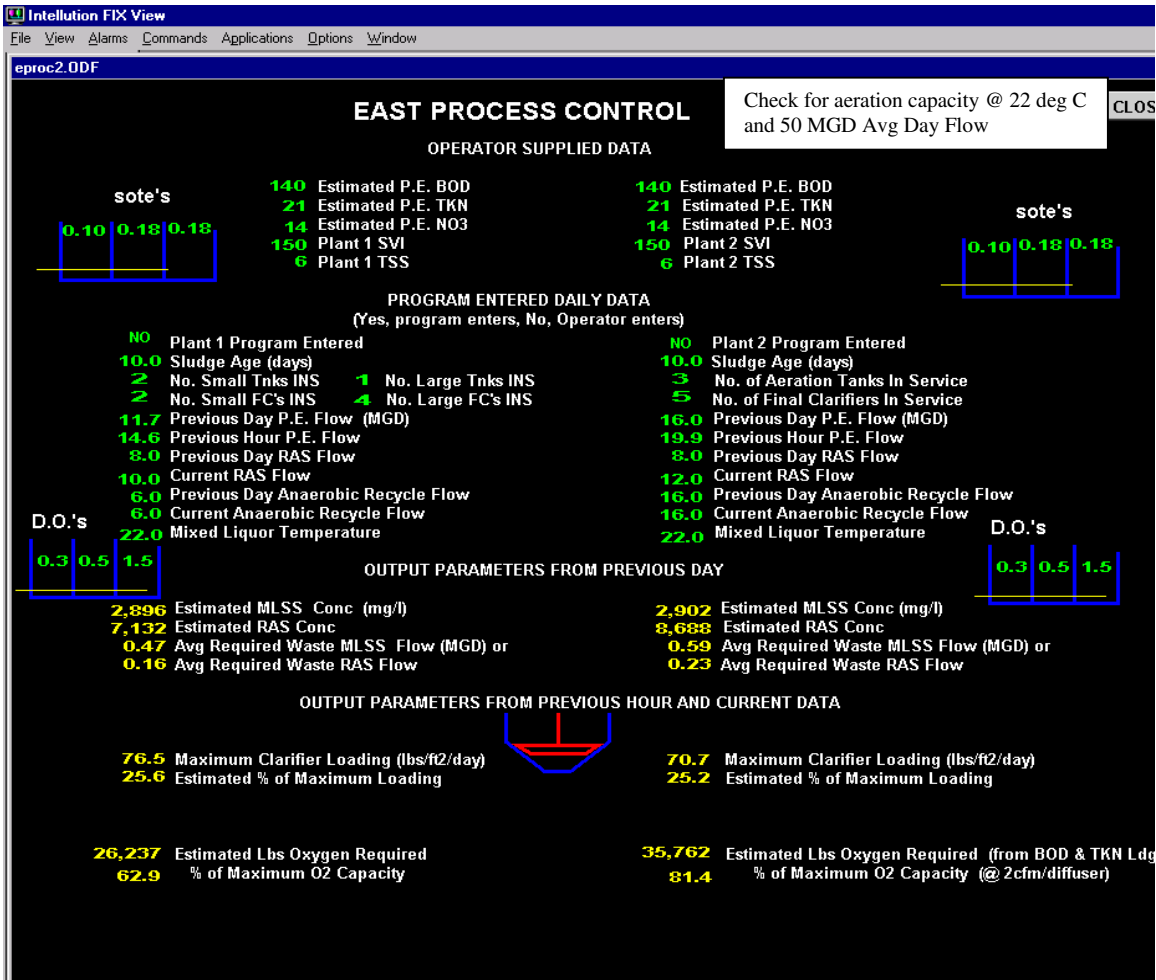 Intellution FIX View
File View Alarms Commands Applications Options Window
eproc2.ODF
EAST PROCESS CONTROL
Check for aeration capacity @ 22 deg C
and 50 MGD Avg Day Flow
CLOS
OPERATOR SUPPLIED DATA
sote's
0.10 0.18 0.18
140 Estimated P.E. BOD
21 Estimated P.E. TKN
14 Estimated P.E. NO3
150 Plant 1 SVI
6 Plant 1 TSS
140 Estimated P.E. BOD
21 Estimated P.E. TKN
14 Estimated P.E. NO3
150 Plant 2 SVI
6 Plant 2 TSS
sote's
0.10 0.18 0.18
PROGRAM ENTERED DAILY DATA
(Yes, program enters, No, Operator enters)
NO Plant 1 Program Entered
10.0 Sludge Age (days)
2 No. Small Tnks INS 1 No. Large Tnks INS
2 No. Small FC's INS 4 No. Large FC's INS
11.7 Previous Day P.E. Flow (MGD)
14.6 Previous Hour P.E. Flow
8.0 Previous Day RAS Flow
10.0 Current RAS Flow
6.0 Previous Day Anaerobic Recycle Flow
6.0 Current Anaerobic Recycle Flow
22.0 Mixed Liquor Temperature
D.O.'s
0.3 0.5 1.5
NO Plant 2 Program Entered
10.0 Sludge Age (days)
3 No. of Aeration Tanks In Service
5 No. of Final Clarifiers In Service
16.0 Previous Day P.E. Flow (MGD)
19.9 Previous Hour P.E. Flow
8.0 Previous Day RAS Flow
12.0 Current RAS Flow
16.0 Previous Day Anaerobic Recycle Flow
16.0 Current Anaerobic Recycle Flow
22.0 Mixed Liquor Temperature
D.O.'s
0.3 0.5 1.5
OUTPUT PARAMETERS FROM PREVIOUS DAY
2,896 Estimated MLSS Conc (mg/l)
7,132 Estimated RAS Conc
0.47 Avg Required Waste MLSS Flow (MGD) or
0.16 Avg Required Waste RAS Flow
2,902 Estimated MLSS Conc (mg/l)
8,688 Estimated RAS Conc
0.59 Avg Required Waste MLSS Flow (MGD) or
0.23 Avg Required Waste RAS Flow
OUTPUT PARAMETERS FROM PREVIOUS HOUR AND CURRENT DATA
76.5 Maximum Clarifier Loading (lbs/ft2/day)
25.6 Estimated % of Maximum Loading
70.7 Maximum Clarifier Loading (lbs/ft2/day)
25.2 Estimated % of Maximum Loading
26,237 Estimated Lbs Oxygen Required
62.9 % of Maximum O2 Capacity
35,762 Estimated Lbs Oxygen Required (from BOD & TKN Ldg
81.4 % of Maximum O2 Capacity (@ 2cfm/diffuser)